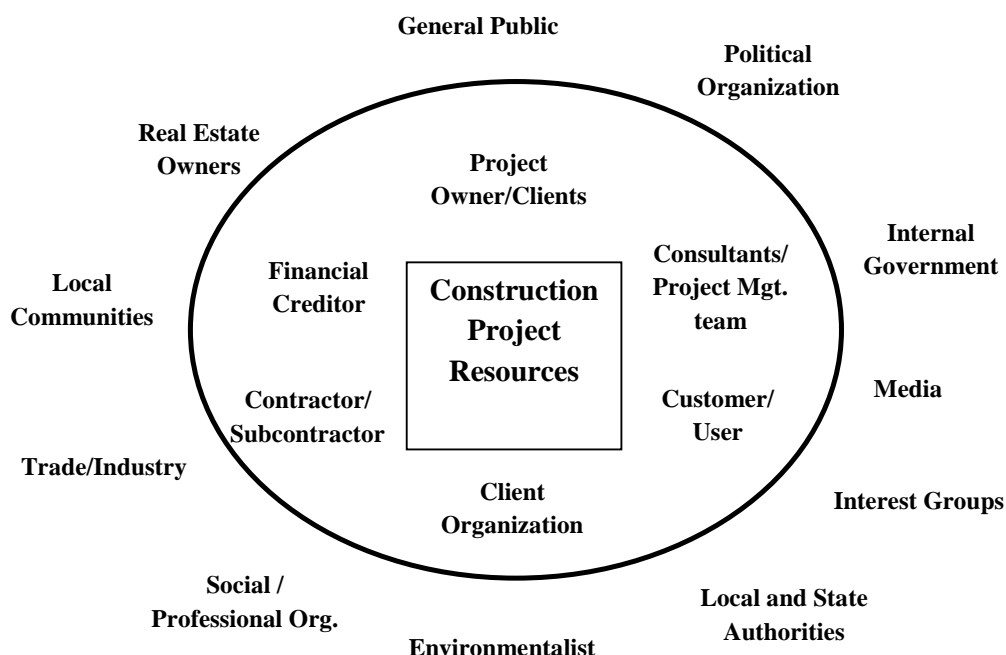 General Public
Political
Organization
Real Estate
Owners
Project
Owner/Clients
Internal
Government
Consultants/
Project Mgt.
team
Financial
Creditor
Construction
Project
Resources
Local
Communities
Media
Contractor/
Subcontractor
Customer/
User
Trade/Industry
Client
Organization
Interest Groups
Social /
Professional Org.
Local and State
Authorities
Environmentalist